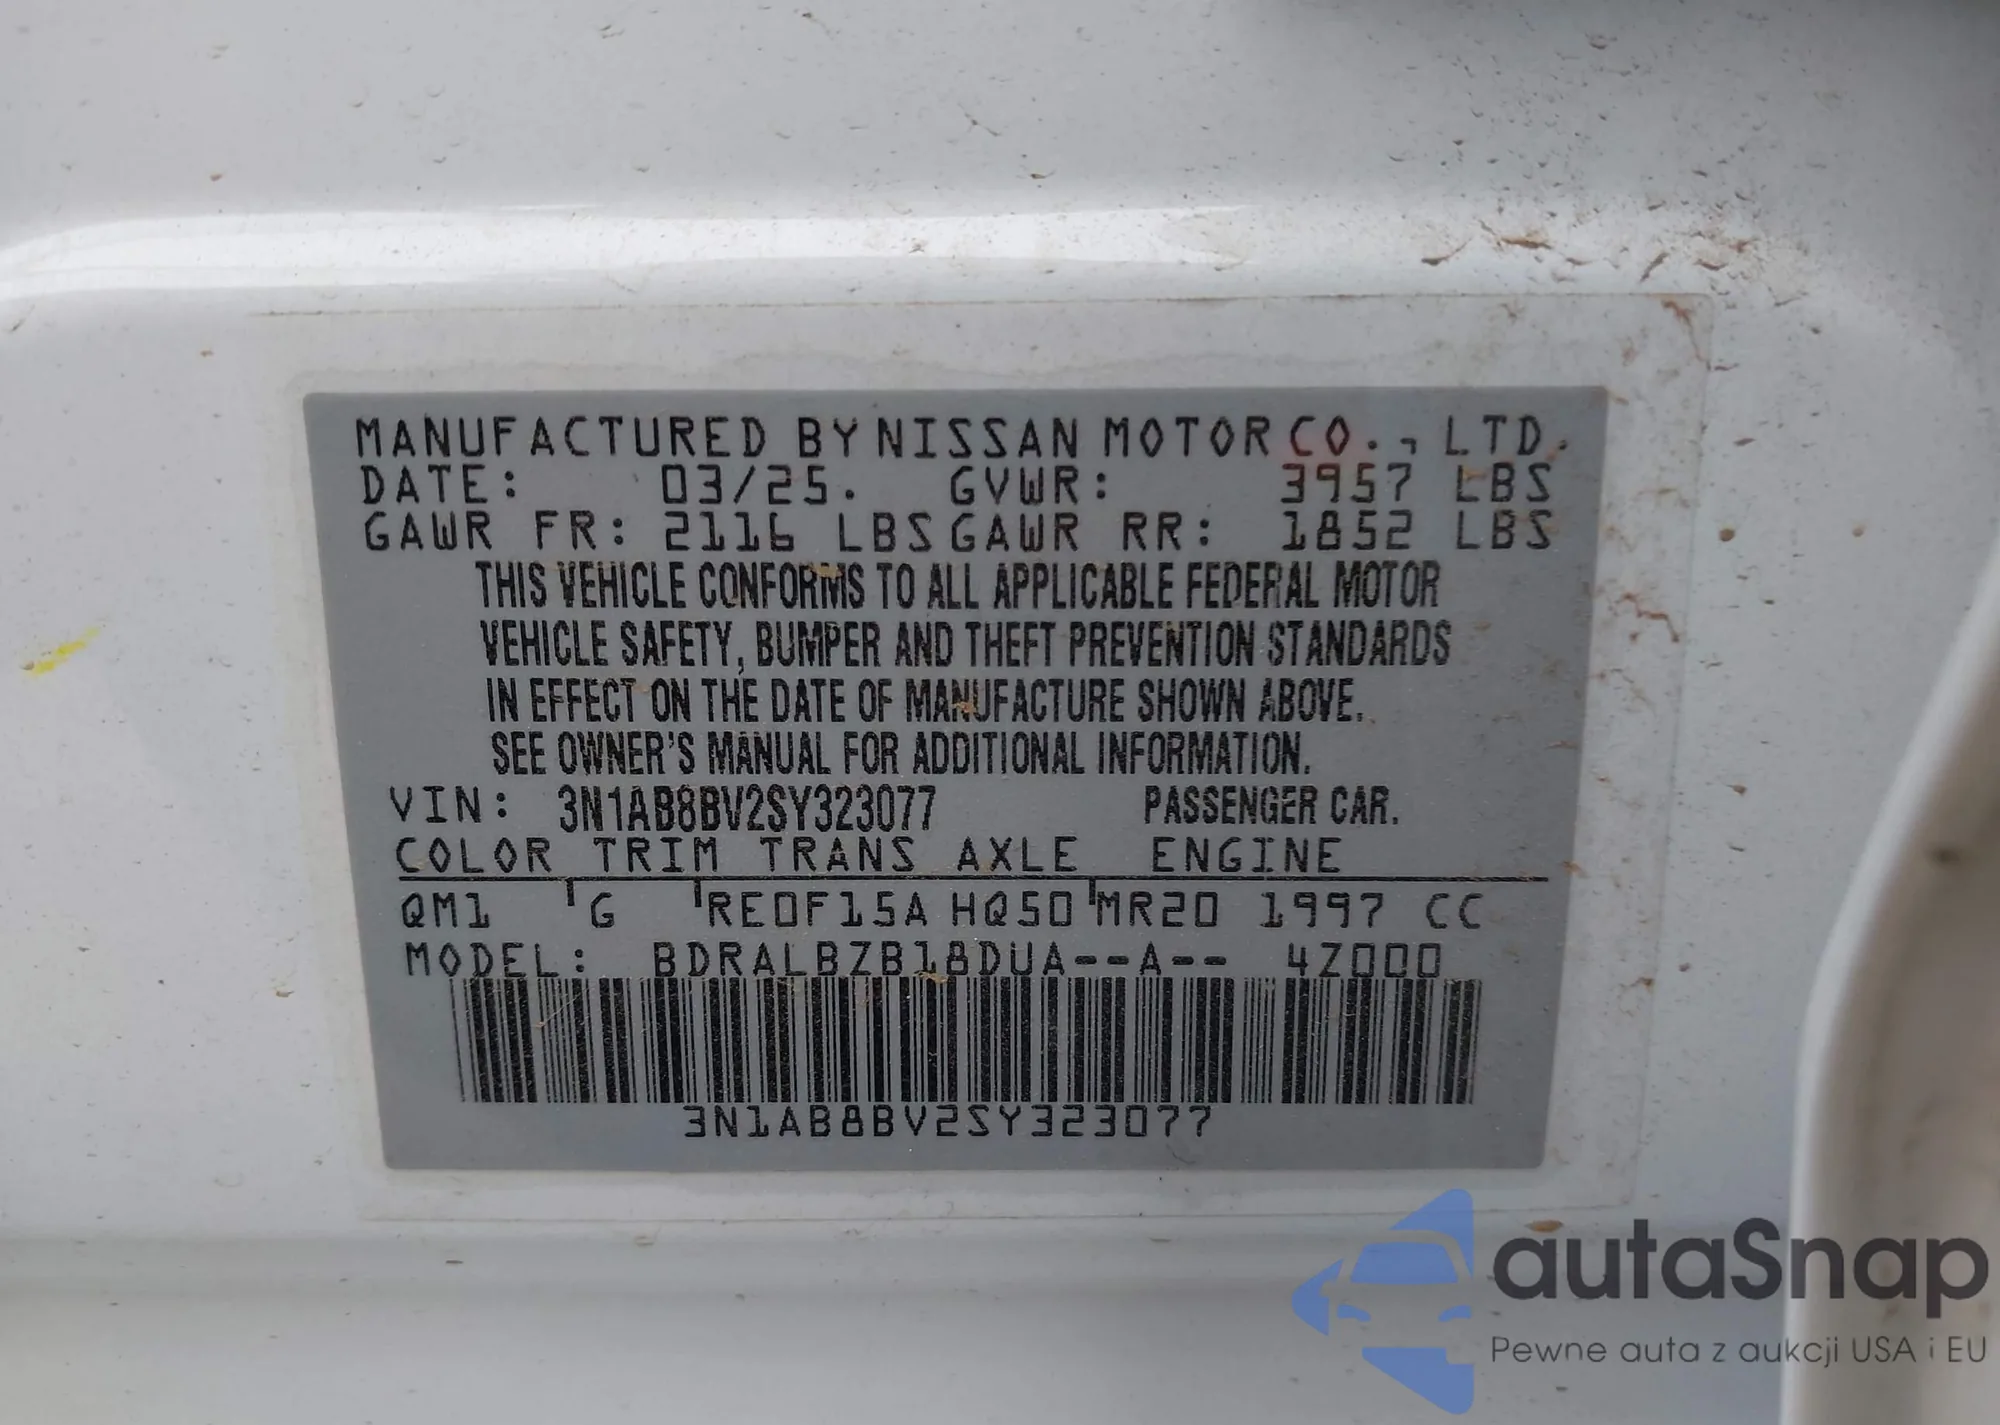 MANUFACTURED BY NISSAN MOTOR CO., LTD.
DATE: 03/25. GVWR: 3957 LBS
GAWR FR: 2116 LBS GAWR RR: 1852 LBS
THIS VEHICLE CONFORMS TO ALL APPLICABLE FEDERAL MOTOR
VEHICLE SAFETY, BUMPER AND THEFT PREVENTION STANDARDS
IN EFFECT ON THE DATE OF MANUFACTURE SHOWN ABOVE.
SEE OWNER'S MANUAL FOR ADDITIONAL INFORMATION.
VIN: 3N1AB8BV2SY323077 PASSENGER CAR.
COLOR TRIM TRANS AXLE ENGINE
QM1 G RE0F15A HQ50 MR20 1997 CC
MODEL: BDRALBZB18DUA--A-- 4Z000
3N1AB8BV2SY323077
autaSnap
Pewne auta z aukcji USA i EU